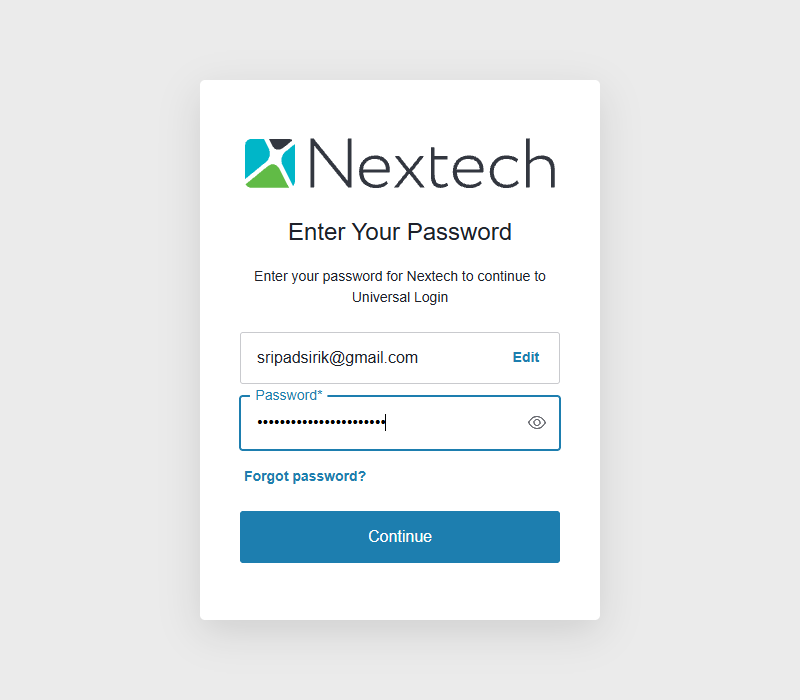 Nextech
Enter Your Password
Enter your password for Nextech to continue to
Universal Login
sripadsirik@gmail.com Edit
Password*
•••••••••••••••••••••••
Forgot password?
Continue